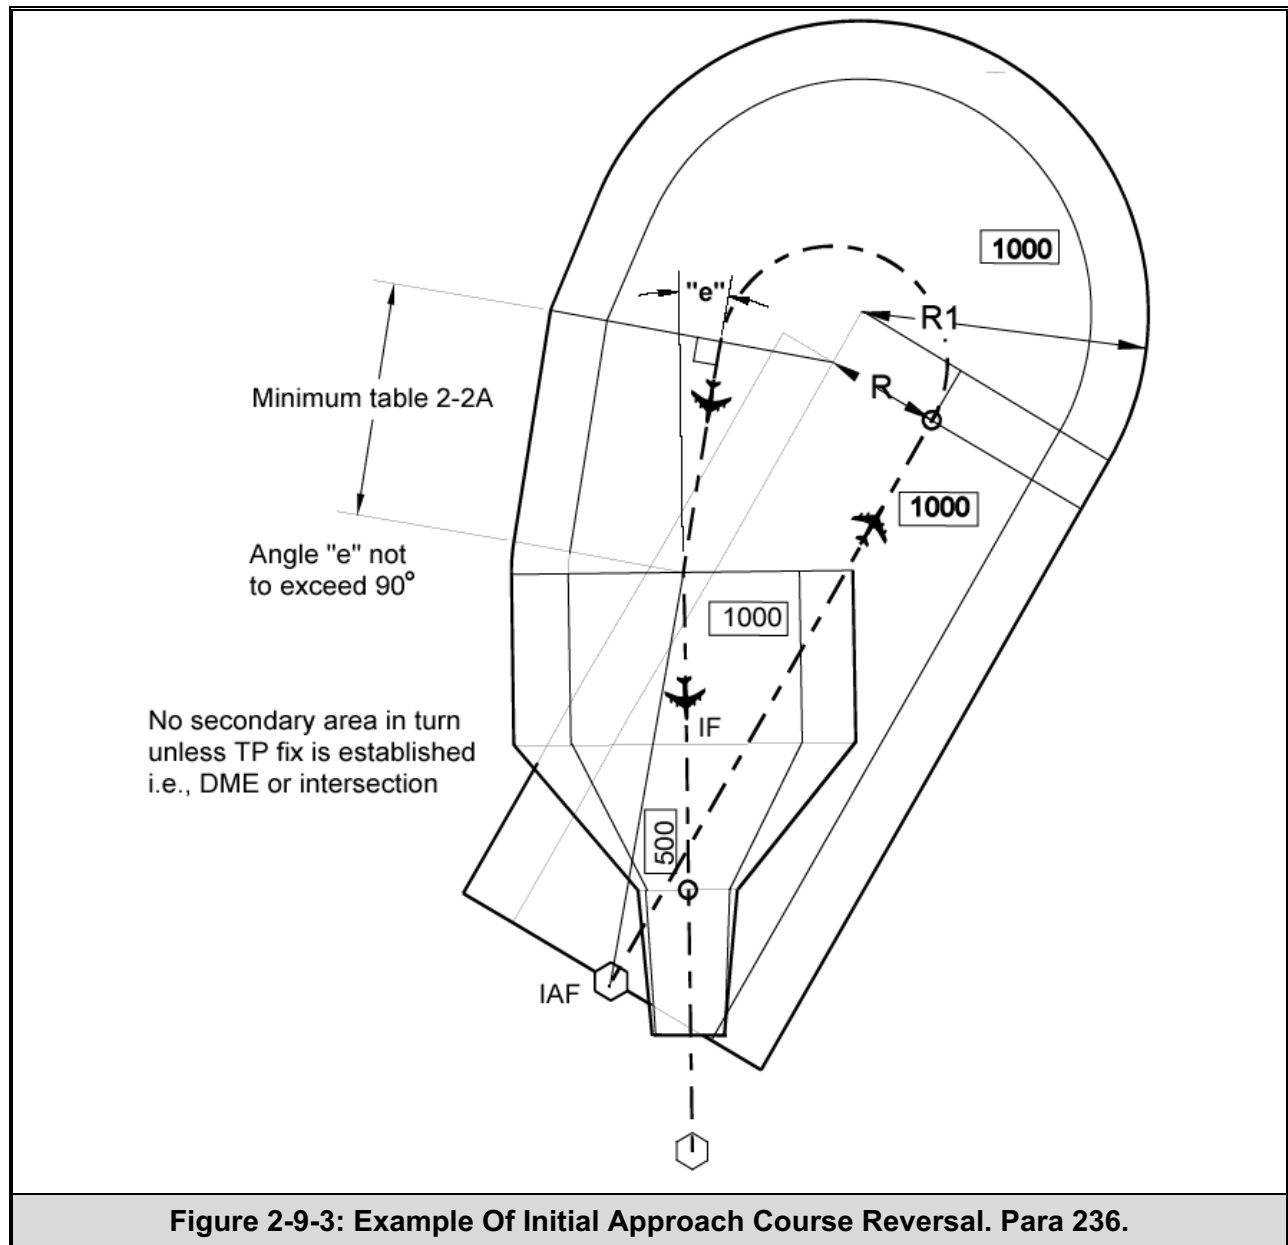 1000
"e"
R1
Minimum table 2-2A
R
1000
Angle "e" not
to exceed 90°
1000
No secondary area in turn
unless TP fix is established
i.e., DME or intersection
IF
500
IAF
Figure 2-9-3: Example Of Initial Approach Course Reversal. Para 236.